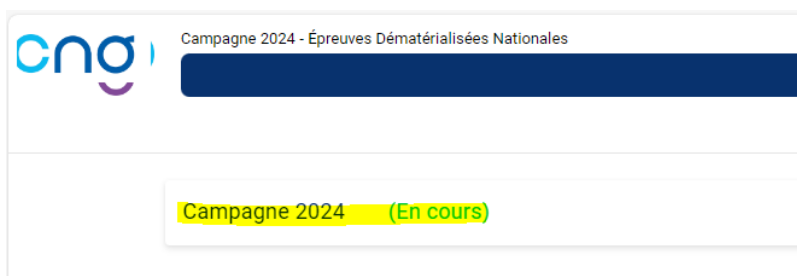 cng
Campagne 2024 - Épreuves Dématérialisées Nationales
Campagne 2024 (En cours)